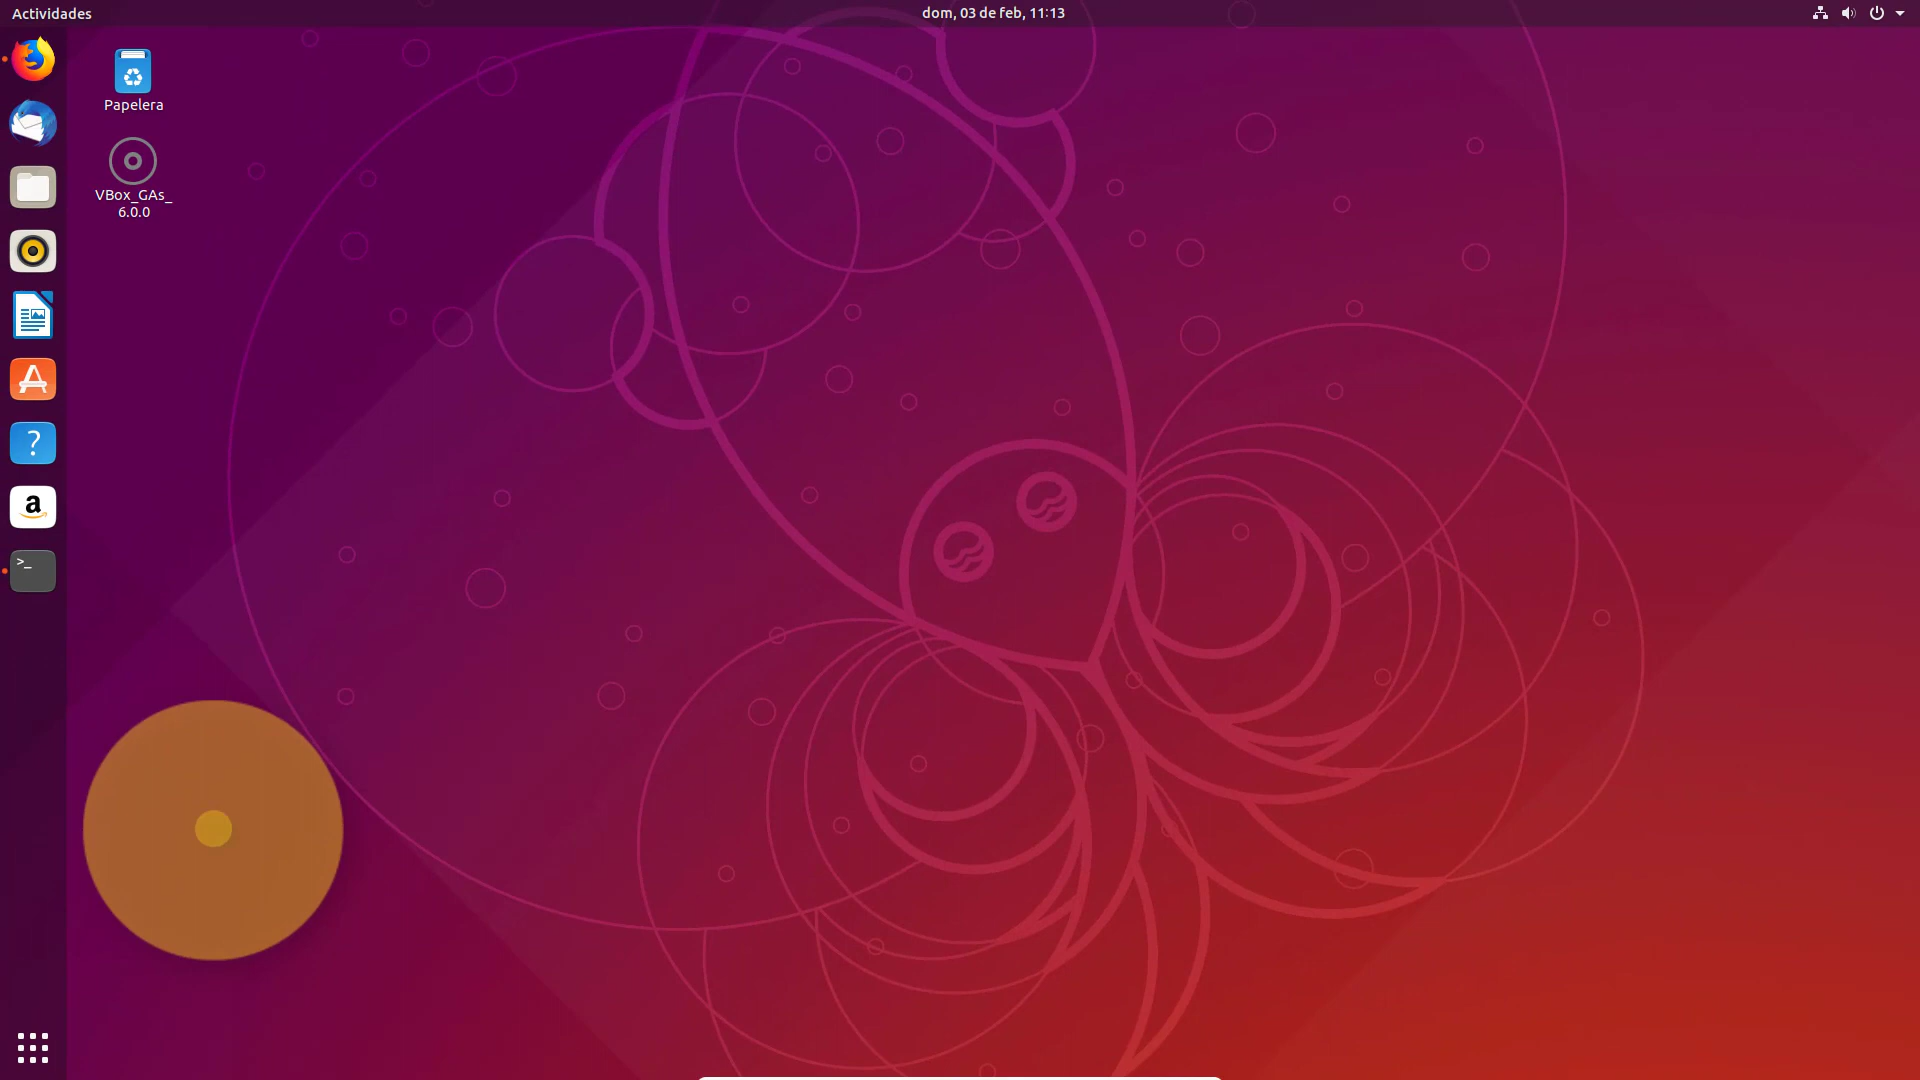 Actividades
dom, 03 de feb, 11:13
Papelera
VBox_GAs_
6.0.0
?
a
>_